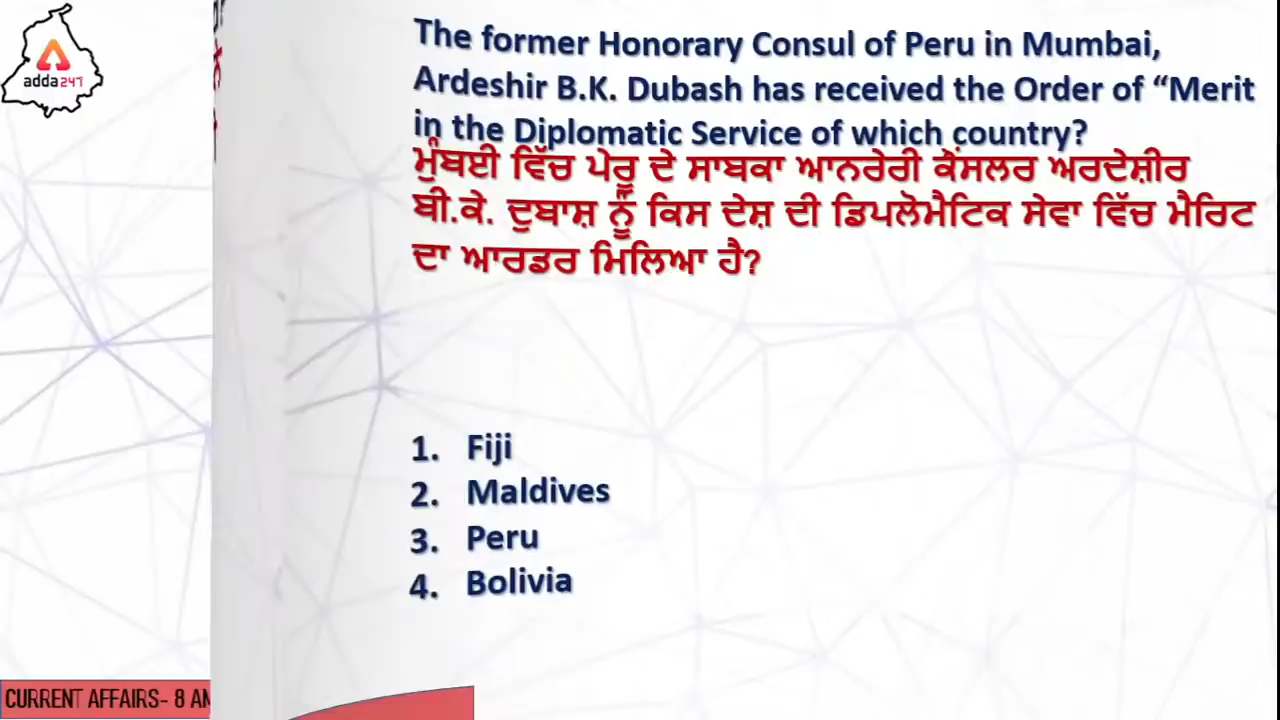 adda247
The former Honorary Consul of Peru in Mumbai,
Ardeshir B.K. Dubash has received the Order of “Merit
in the Diplomatic Service of which country?
ਮੁੰਬਈ ਵਿੱਚ ਪੇਰੂ ਦੇ ਸਾਬਕਾ ਆਨਰੇਰੀ ਕੌਂਸਲਰ ਅਰਦੇਸ਼ੀਰ
ਬੀ.ਕੇ. ਦੁਬਾਸ਼ ਨੂੰ ਕਿਸ ਦੇਸ਼ ਦੀ ਡਿਪਲੋਮੈਟਿਕ ਸੇਵਾ ਵਿੱਚ ਮੈਰਿਟ
ਦਾ ਆਰਡਰ ਮਿਲਿਆ ਹੈ?
1. Fiji
2. Maldives
3. Peru
4. Bolivia
CURRENT AFFAIRS- 8 AM